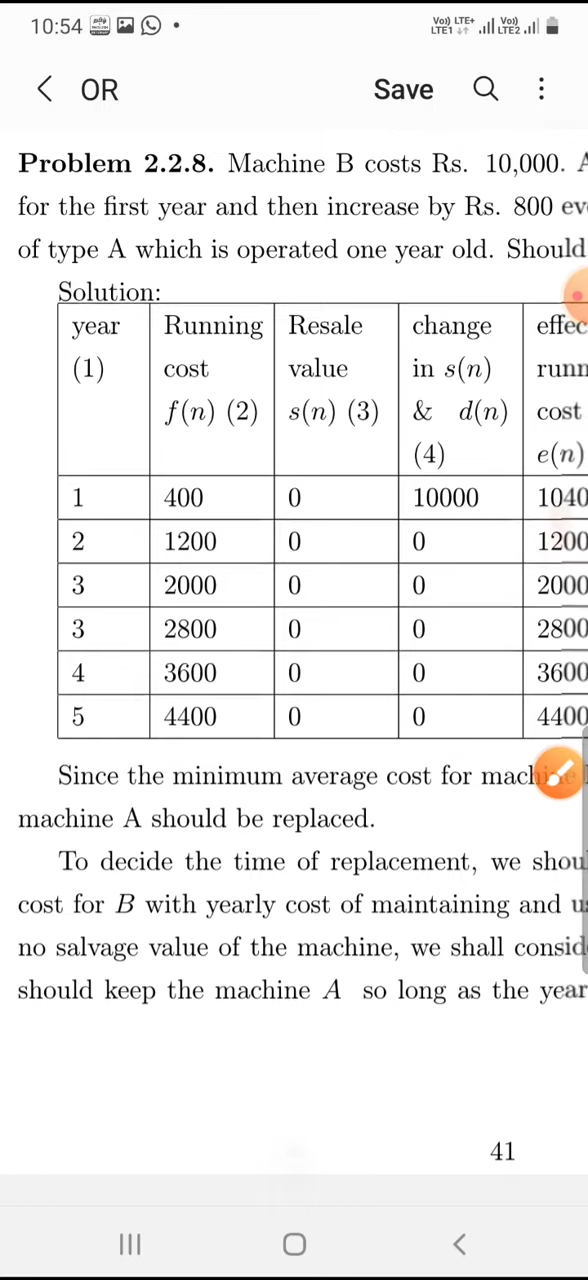 10:54
Vo) LTE+ Vo)
LTE1 LTE2
< OR Save
Problem 2.2.8. Machine B costs Rs. 10,000.
for the first year and then increase by Rs. 800
of type A which is operated one year old. Should
Solution:
year Running Resale change
(1) cost value in s(n)
f(n) (2) s(n) (3) & d(n) cost
(4) e(n)
1 400 0 10000
2 1200 0 0 1200
3 2000 0 0 2000
3 2800 0 0 2800
4 3600 0 0 3600
5 4400 0 0 4400
Since the minimum average cost for
machine A should be replaced.
To decide the time of replacement, we
cost for B with yearly cost of maintaining and
no salvage value of the machine, we shall
should keep the machine A so long as the
41